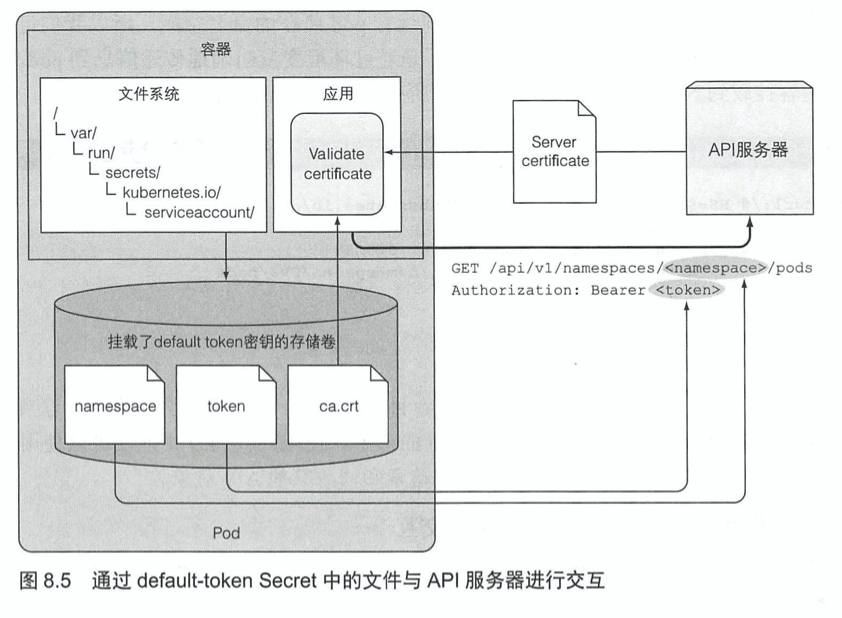 容器
文件系统
/
var/
run/
secrets/
kubernetes.io/
serviceaccount/
应用
Validate
certificate
Server
certificate
API服务器
GET /api/v1/namespaces/<namespace>/pods
Authorization: Bearer <token>
挂载了default token密钥的存储卷
namespace
token
ca.crt
Pod
图 8.5 通过 default-token Secret 中的文件与 API 服务器进行交互